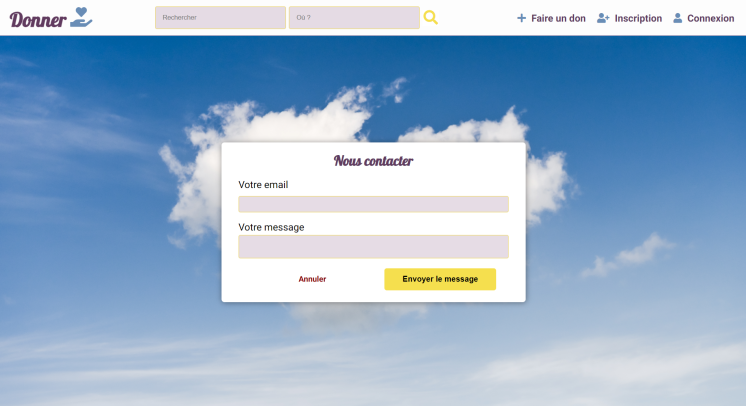 Donner
Rechercher
Où ?
Faire un don
Inscription
Connexion
Nous contacter
Votre email
Votre message
Annuler
Envoyer le message